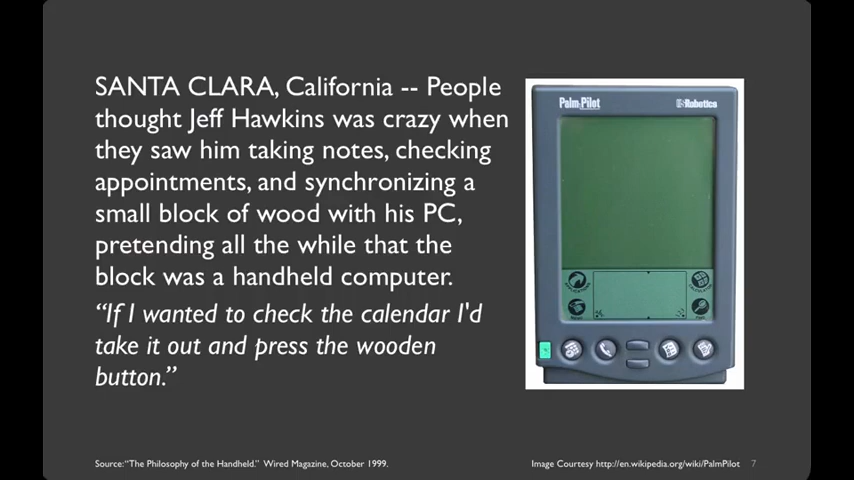 SANTA CLARA, California -- People
thought Jeff Hawkins was crazy when
they saw him taking notes, checking
appointments, and synchronizing a
small block of wood with his PC,
pretending all the while that the
block was a handheld computer.
“If I wanted to check the calendar I'd
take it out and press the wooden
button.”
PalmPilot
USRobotics
Source: “The Philosophy of the Handheld.” Wired Magazine, October 1999.
Image Courtesy http://en.wikipedia.org/wiki/PalmPilot 7